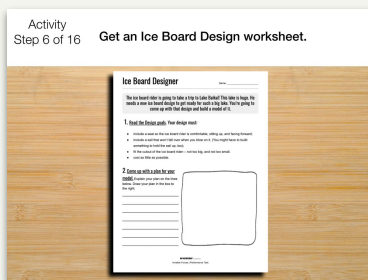 Activity
Step 6 of 16
Get an Ice Board Design worksheet.
Ice Board Designer
Name:
The ice board rider is going to take a trip to Lake Baikal! This lake is huge. He
needs a new ice board design to get ready for such a big lake. You're going to
come up with that design and build a model of it.
1. Read the Design goals. Your design must:
• include a seat so the ice board rider is comfortable, sitting up, and facing forward.
• include a sail that won't fall over when you blow on it. (You might have to build
something to hold the sail up, too).
• fit the cutout of the ice board rider – not too big, and not too small.
• cost as little as possible.
2 Come up with a plan for your
model. Explain your plan on the lines
below. Draw your plan in the box to
the right.